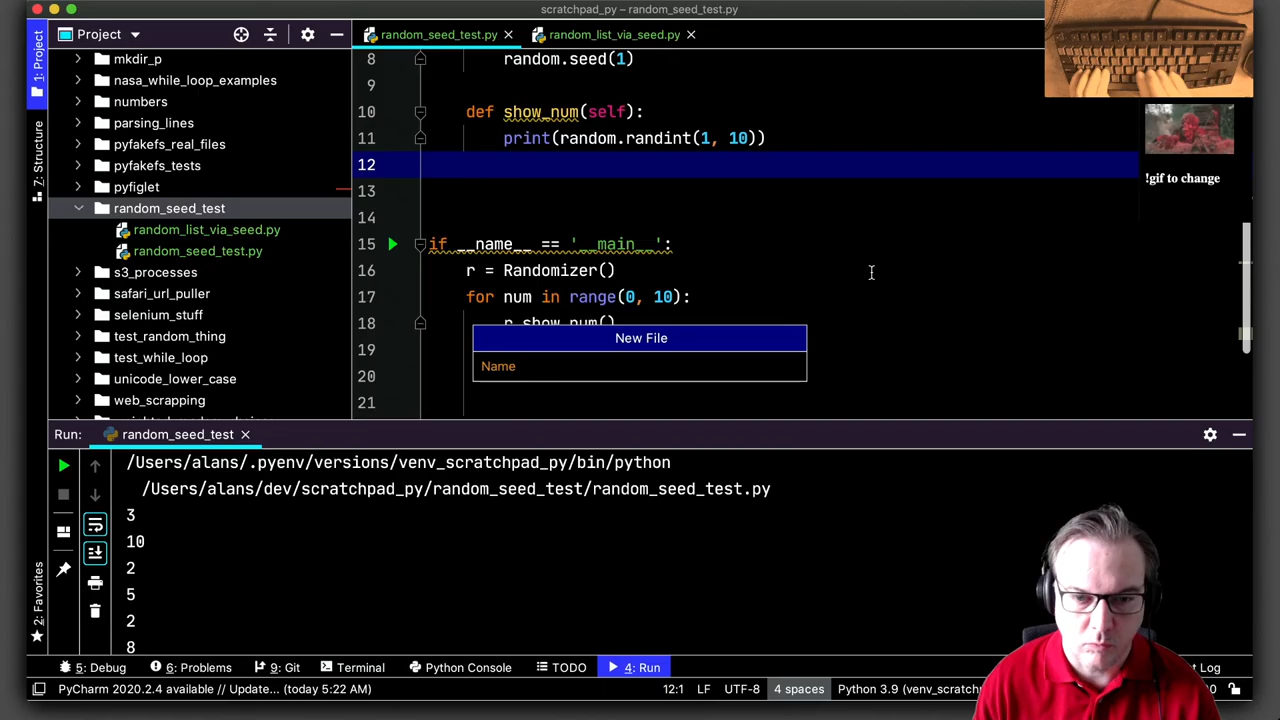 scratchpad_py – random_seed_test.py
1: Project
Project
random_seed_test.py
random_list_via_seed.py
mkdir_p
nasa_while_loop_examples
numbers
parsing_lines
pyfakefs_real_files
pyfakefs_tests
pyfiglet
random_seed_test
random_list_via_seed.py
random_seed_test.py
s3_processes
safari_url_puller
selenium_stuff
test_random_thing
test_while_loop
unicode_lower_case
web_scrapping
7: Structure
2: Favorites
8 random.seed(1)
9
10 def show_num(self):
11 print(random.randint(1, 10))
12
13
14
15 if __name__ == '__main__':
16 r = Randomizer()
17 for num in range(0, 10):
18 r.show_num()
19
20
21
New File
Name
!gif to change
Run: random_seed_test
/Users/alans/.pyenv/versions/venv_scratchpad_py/bin/python
/Users/alans/dev/scratchpad_py/random_seed_test/random_seed_test.py
3
10
2
5
2
8
5: Debug 6: Problems 9: Git Terminal Python Console TODO 4: Run t Log
PyCharm 2020.2.4 available // Update... (today 5:22 AM) 12:1 LF UTF-8 4 spaces Python 3.9 (venv_scratchp